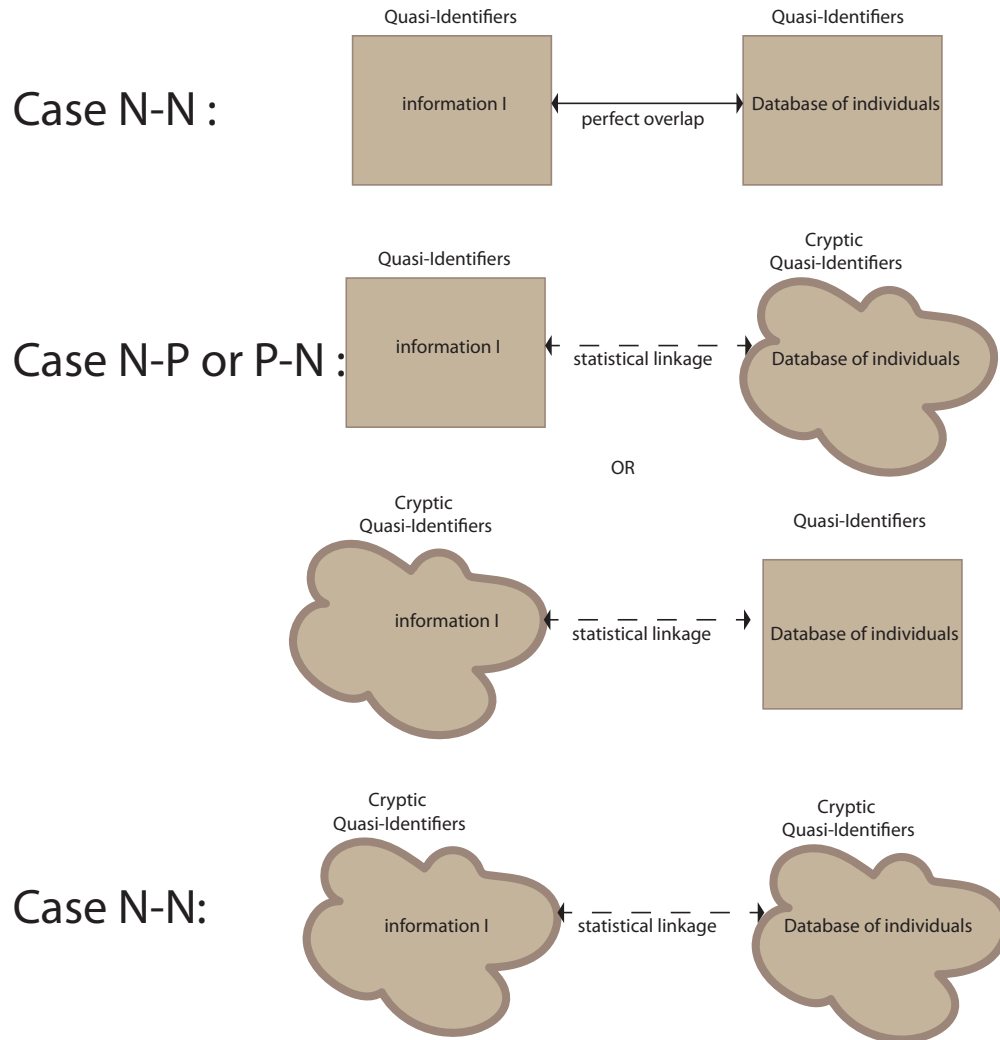 Quasi-Identifiers
Quasi-Identifiers
Case N-N :
information I
perfect overlap
Database of individuals
Quasi-Identifiers
Cryptic
Quasi-Identifiers
Case N-P or P-N :
information I
statistical linkage
Database of individuals
OR
Cryptic
Quasi-Identifiers
Quasi-Identifiers
information I
statistical linkage
Database of individuals
Cryptic
Quasi-Identifiers
Cryptic
Quasi-Identifiers
Case N-N:
information I
statistical linkage
Database of individuals